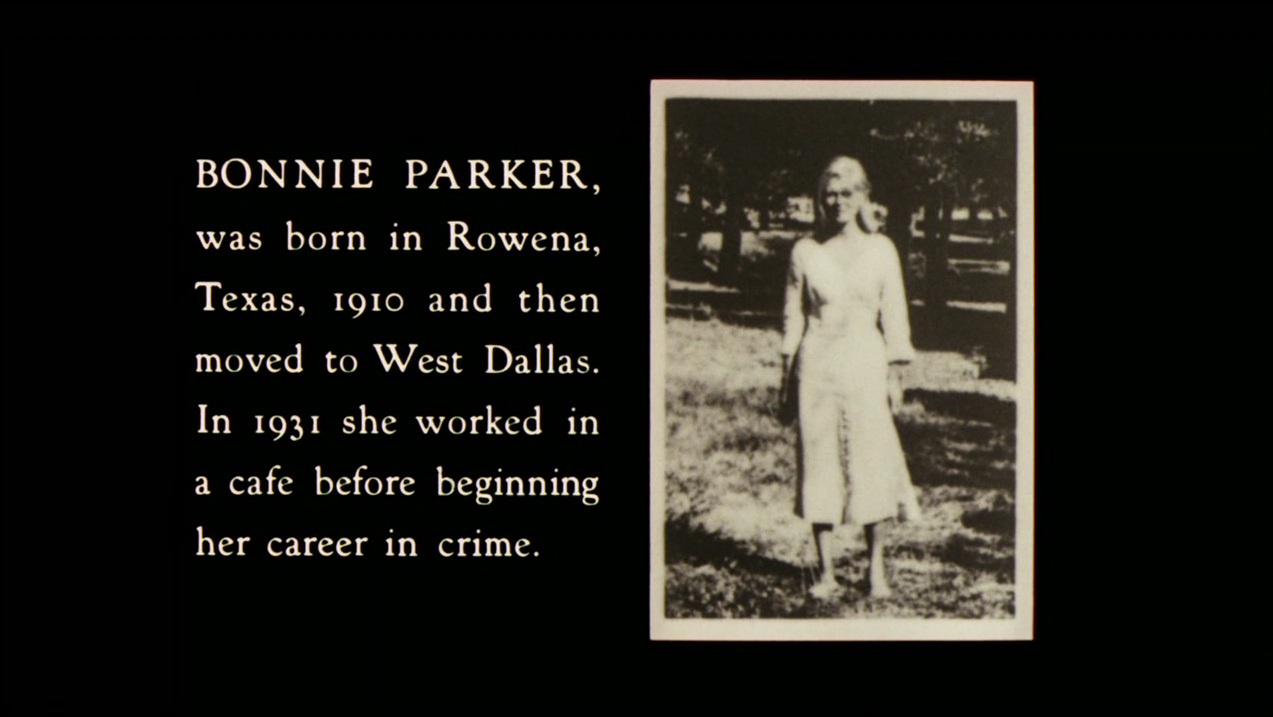 BONNIE PARKER,
was born in Rowena,
Texas, 1910 and then
moved to West Dallas.
In 1931 she worked in
a cafe before beginning
her career in crime.